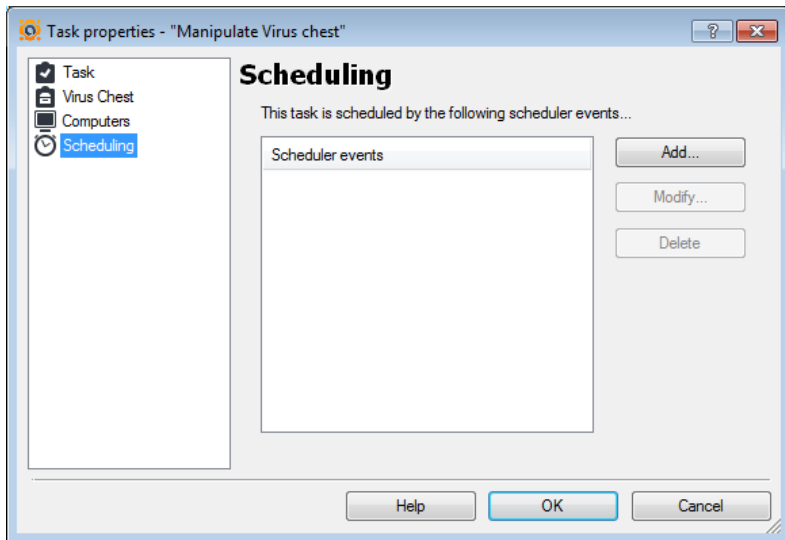 Task properties - "Manipulate Virus chest"
Task
Virus Chest
Computers
Scheduling
Scheduling
This task is scheduled by the following scheduler events...
Scheduler events
Add...
Modify...
Delete
Help
OK
Cancel